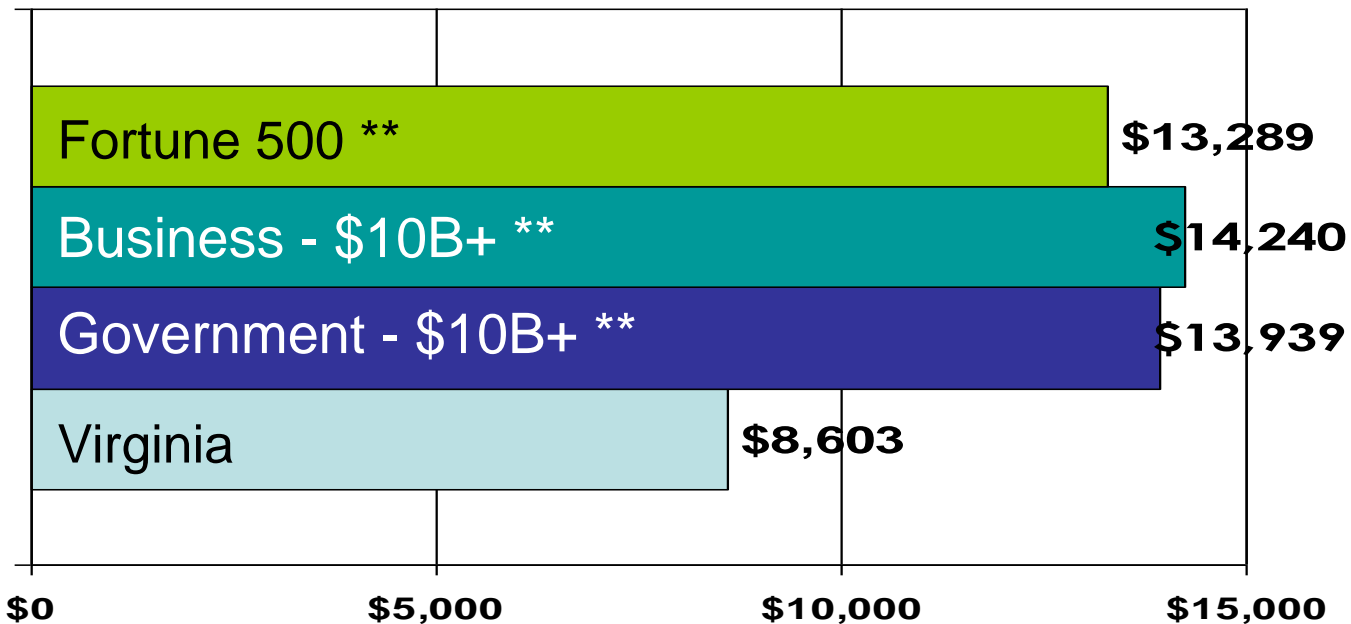 Fortune 500 ** $13,289
Business - $10B+ ** $14,240
Government - $10B+ ** $13,939
Virginia $8,603
$0 $5,000 $10,000 $15,000